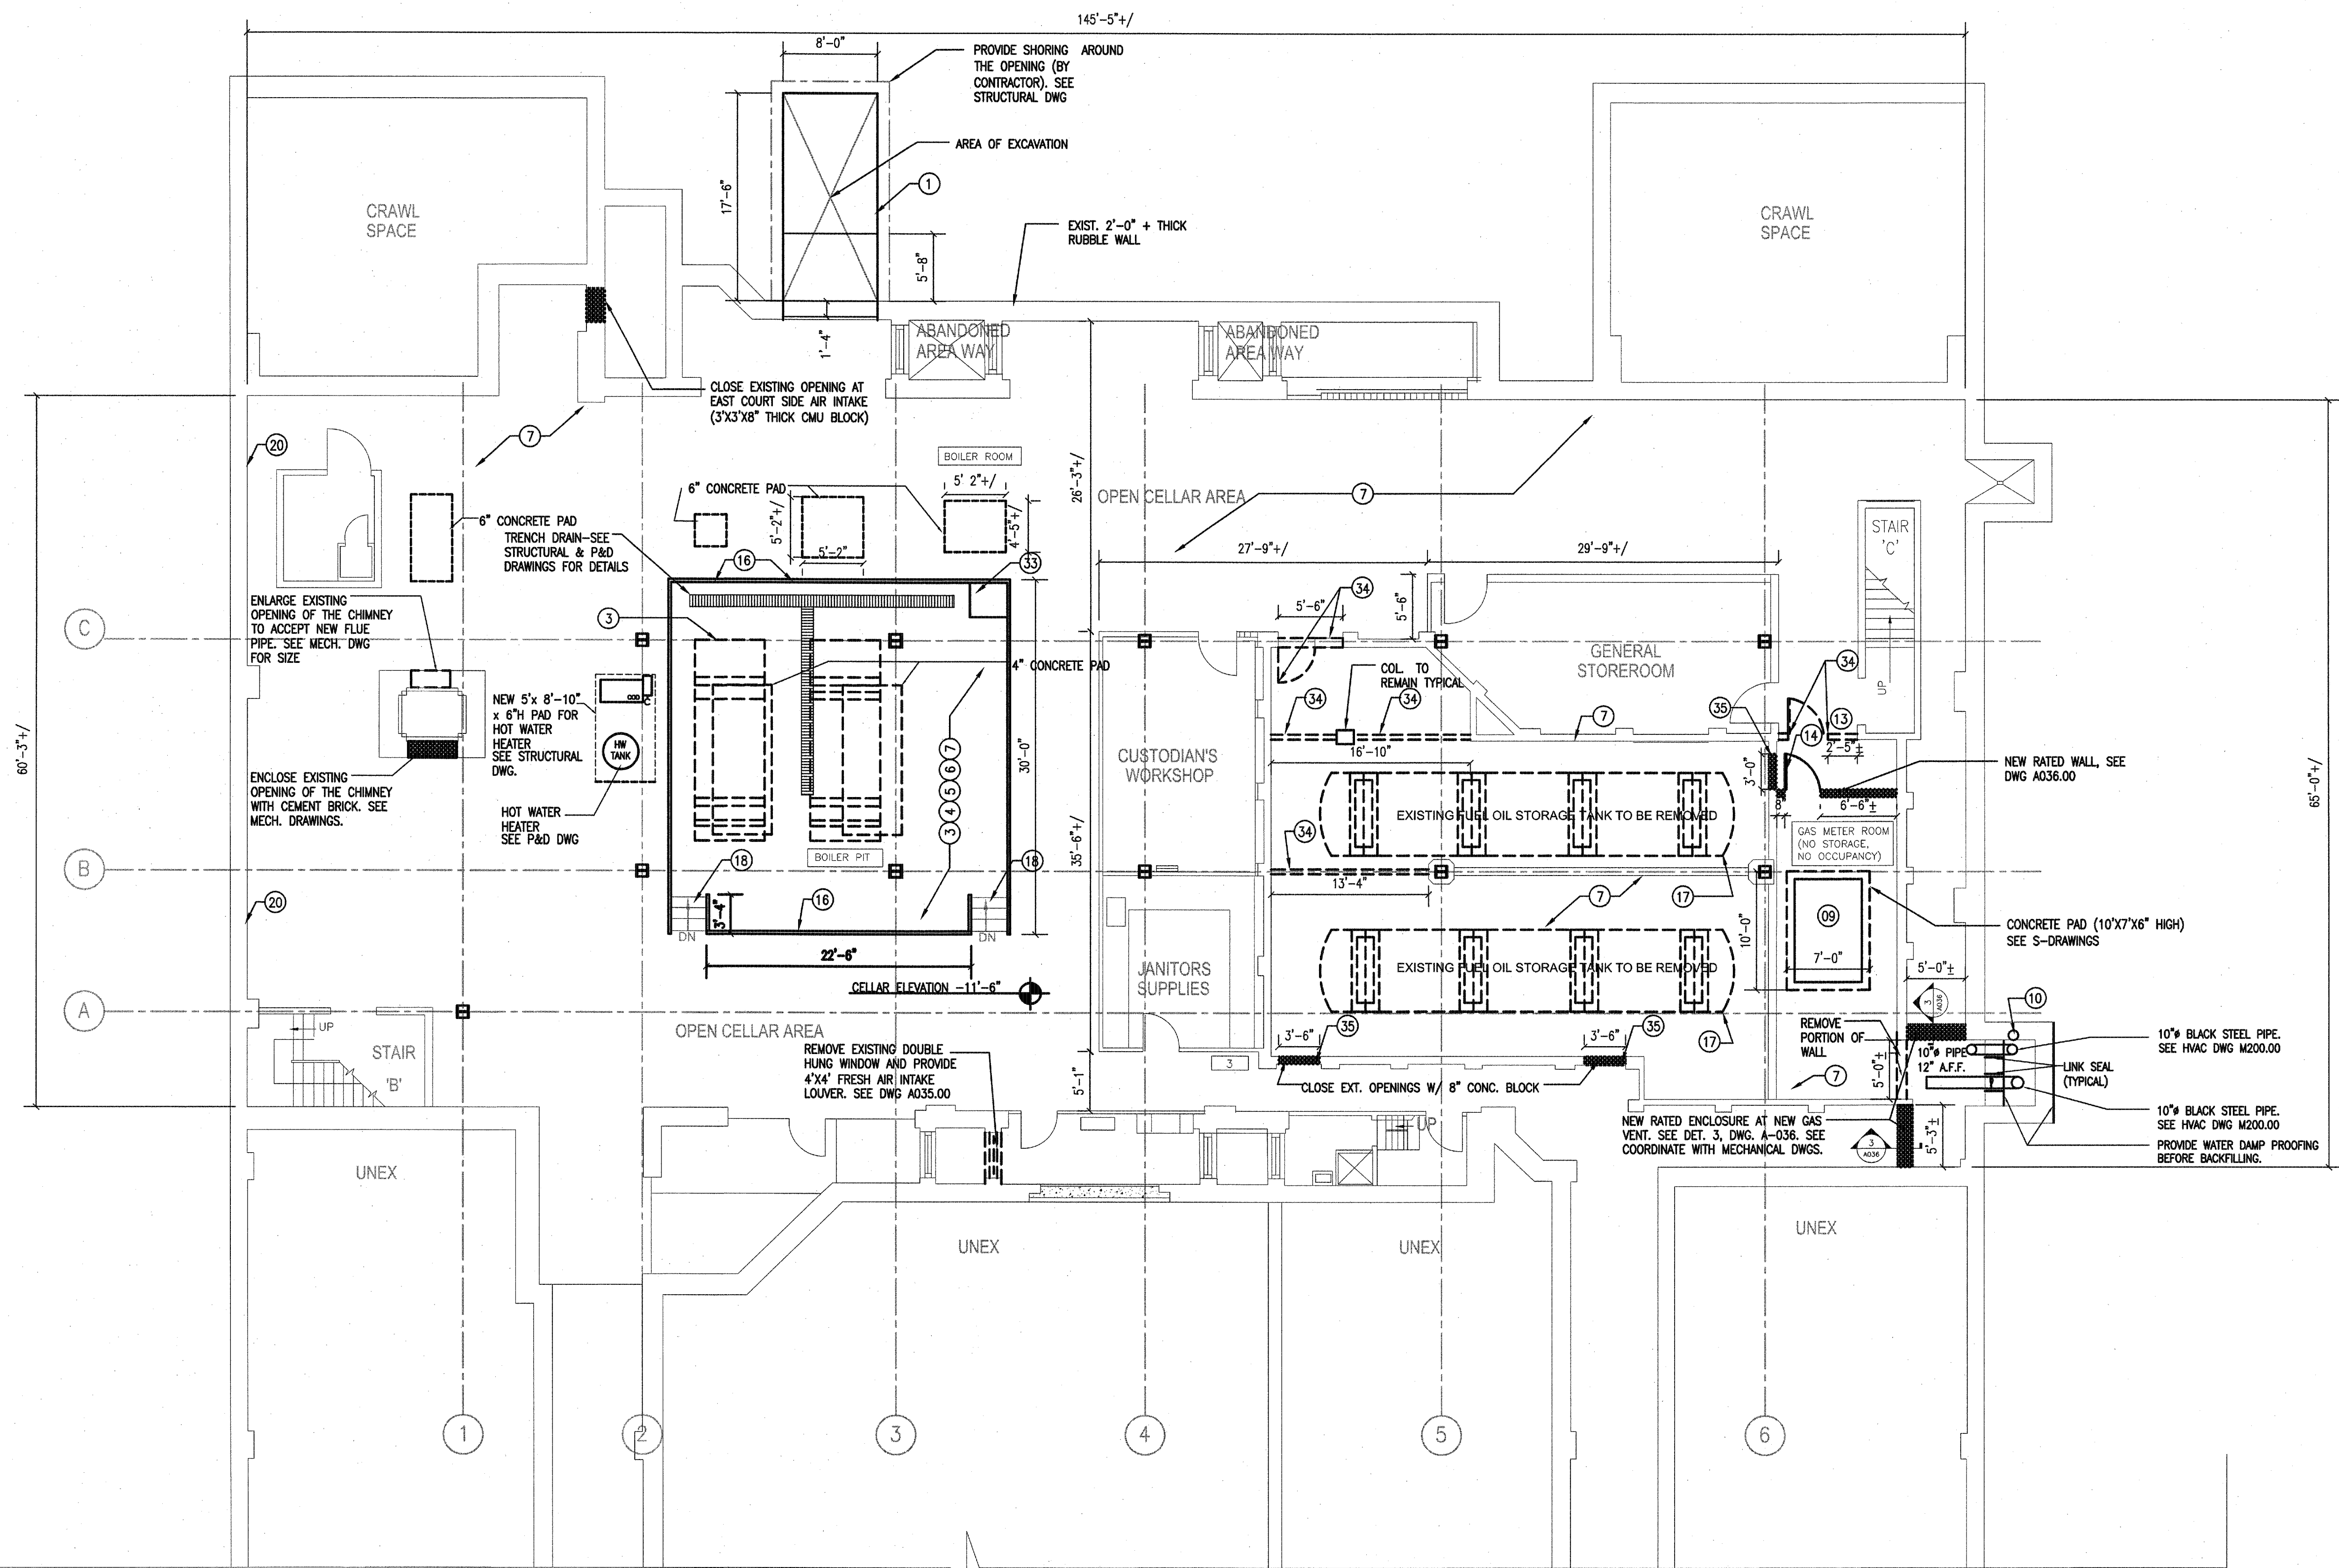 145'-5"+/
8'-0"
PROVIDE SHORING AROUND
THE OPENING (BY
CONTRACTOR). SEE
STRUCTURAL DWG
AREA OF EXCAVATION
1
17'-6"
5'-8"
1'-4"
EXIST. 2'-0" + THICK
RUBBLE WALL
CRAWL
SPACE
CRAWL
SPACE
ABANDONED
AREA WAY
ABANDONED
AREA WAY
CLOSE EXISTING OPENING AT
EAST COURT SIDE AIR INTAKE
(3'X3'X8" THICK CMU BLOCK)
7
20
BOILER ROOM
5' 2"+/
6" CONCRETE PAD
5'-2"+/
5'-2"
4'-5"+/
26'-3"+/
OPEN CELLAR AREA
7
6" CONCRETE PAD
TRENCH DRAIN-SEE
STRUCTURAL & P&D
DRAWINGS FOR DETAILS
16
33
27'-9"+/
29'-9"+/
STAIR
'C'
UP
ENLARGE EXISTING
OPENING OF THE CHIMNEY
TO ACCEPT NEW FLUE
PIPE. SEE MECH. DWG
FOR SIZE
3
34
5'-6"
5'-6"
C
4" CONCRETE PAD
COL. TO
REMAIN TYPICAL
GENERAL
STOREROOM
34
34
34
7
35
13
14
2'-5"±
3'-0"
8"
6'-6"±
NEW RATED WALL, SEE
DWG A036.00
NEW 5'x 8'-10"
x 6"H PAD FOR
HOT WATER
HEATER
SEE STRUCTURAL
DWG.
HW
TANK
60'-3"+/
65'-0"+/
CUSTODIAN'S
WORKSHOP
16'-10"
30'-0"
7
6
5
4
3
ENCLOSE EXISTING
OPENING OF THE CHIMNEY
WITH CEMENT BRICK. SEE
MECH. DRAWINGS.
HOT WATER
HEATER
SEE P&D DWG
EXISTING FUEL OIL STORAGE TANK TO BE REMOVED
GAS METER ROOM
(NO STORAGE,
NO OCCUPANCY)
35'-6"+/
34
BOILER PIT
18
18
B
13'-4"
7
17
20
16
3'-4"
DN
DN
22'-6"
10'-0"
09
7'-0"
CONCRETE PAD (10'X7'X6" HIGH)
SEE S-DRAWINGS
JANITORS
SUPPLIES
EXISTING FUEL OIL STORAGE TANK TO BE REMOVED
5'-0"±
CELLAR ELEVATION -11'-6"
3
A036
A
UP
STAIR
'B'
OPEN CELLAR AREA
REMOVE EXISTING DOUBLE
HUNG WINDOW AND PROVIDE
4'X4' FRESH AIR INTAKE
LOUVER. SEE DWG A035.00
3
3'-6"
35
3'-6"
35
17
REMOVE
PORTION OF
WALL
10
10"ø PIPE
12" A.F.F.
5'-0"±
7
10"ø BLACK STEEL PIPE.
SEE HVAC DWG M200.00
LINK SEAL
(TYPICAL)
5'-1"
CLOSE EXT. OPENINGS W/ 8" CONC. BLOCK
10"ø BLACK STEEL PIPE.
SEE HVAC DWG M200.00
NEW RATED ENCLOSURE AT NEW GAS
VENT. SEE DET. 3, DWG. A-036. SEE
COORDINATE WITH MECHANICAL DWGS.
3
A036
5'-3"±
PROVIDE WATER DAMP PROOFING
BEFORE BACKFILLING.
UP
UNEX
UNEX
UNEX
UNEX
1
2
3
4
5
6